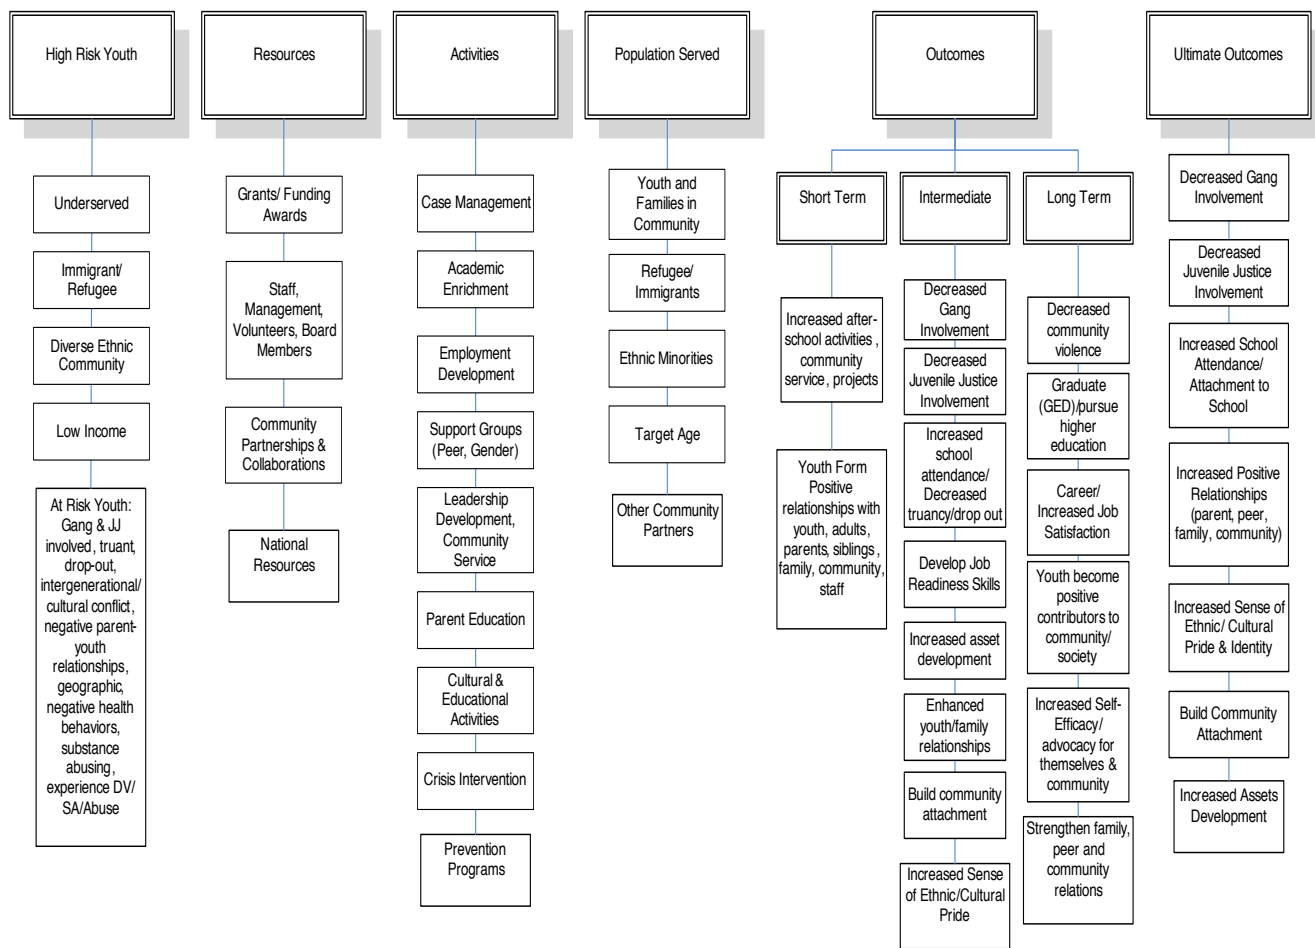 High Risk Youth
Resources
Activities
Population Served
Outcomes
Ultimate Outcomes
Underserved
Immigrant/
Refugee
Diverse Ethnic
Community
Low Income
At Risk Youth:
Gang & JJ
involved, truant,
drop-out,
intergenerational/
cultural conflict,
negative parent-
youth
relationships,
geographic,
negative health
behaviors,
substance
abusing,
experience DV/
SA/Abuse
Grants/ Funding
Awards
Staff,
Management,
Volunteers, Board
Members
Community
Partnerships &
Collaborations
National
Resources
Case Management
Academic
Enrichment
Employment
Development
Support Groups
(Peer, Gender)
Leadership
Development,
Community
Service
Parent Education
Cultural &
Educational
Activities
Crisis Intervention
Prevention
Programs
Youth and
Families in
Community
Refugee/
Immigrants
Ethnic Minorities
Target Age
Other Community
Partners
Short Term
Increased after-
school activities ,
community
service, projects
Youth Form
Positive
relationships with
youth, adults,
parents, siblings,
family, community,
staff
Intermediate
Decreased
Gang
Involvement
Decreased
Juvenile Justice
Involvement
Increased
school
attendance/
Decreased
truancy/drop out
Develop Job
Readiness Skills
Increased asset
development
Enhanced
youth/family
relationships
Build community
attachment
Increased Sense
of Ethnic/Cultural
Pride
Long Term
Decreased
community
violence
Graduate
(GED)/pursue
higher
education
Career/
Increased Job
Satisfaction
Youth become
positive
contributors to
community/
society
Increased Self-
Efficacy/
advocacy for
themselves &
community
Strengthen family,
peer and
community
relations
Decreased Gang
Involvement
Decreased
Juvenile Justice
Involvement
Increased School
Attendance/
Attachment to
School
Increased Positive
Relationships
(parent, peer,
family, community)
Increased Sense of
Ethnic/ Cultural
Pride & Identity
Build Community
Attachment
Increased Assets
Development